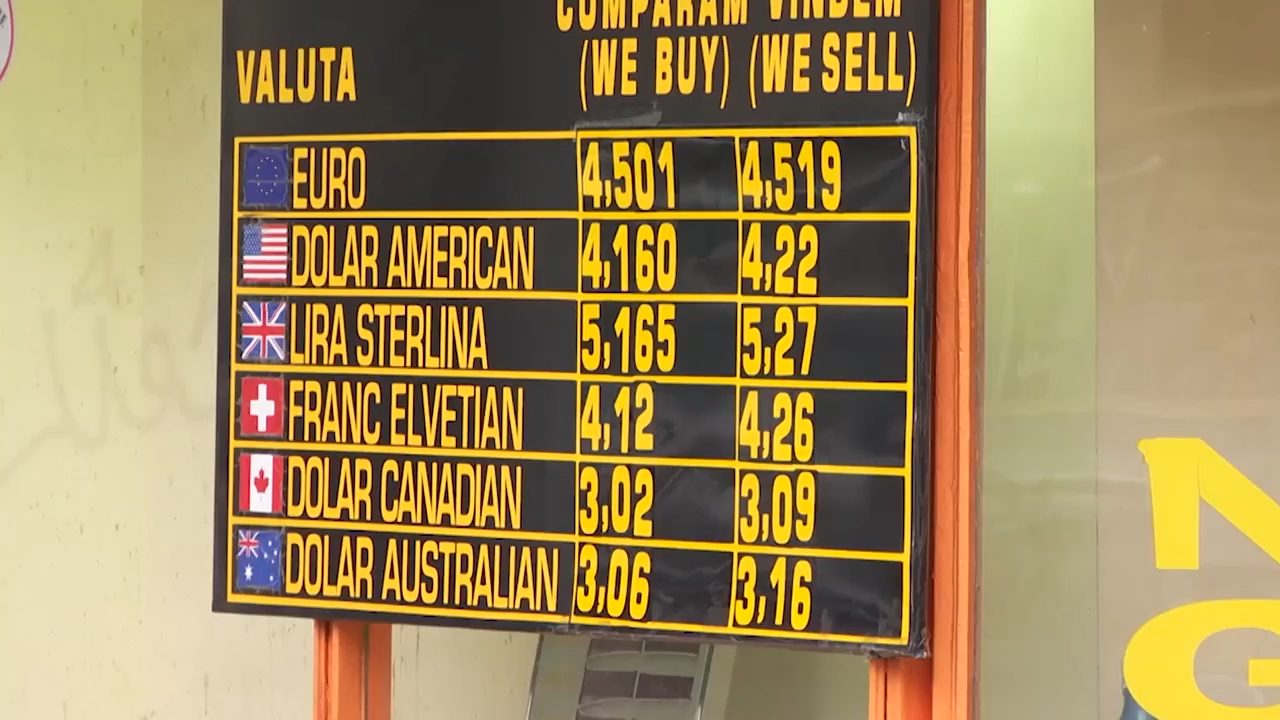 CUMPARAM VINDEM
VALUTA (WE BUY) (WE SELL)
EURO 4,501 4,519
DOLAR AMERICAN 4,160 4,22
LIRA STERLINA 5,165 5,27
FRANC ELVETIAN 4,12 4,26
DOLAR CANADIAN 3,02 3,09
DOLAR AUSTRALIAN 3,06 3,16
N
G